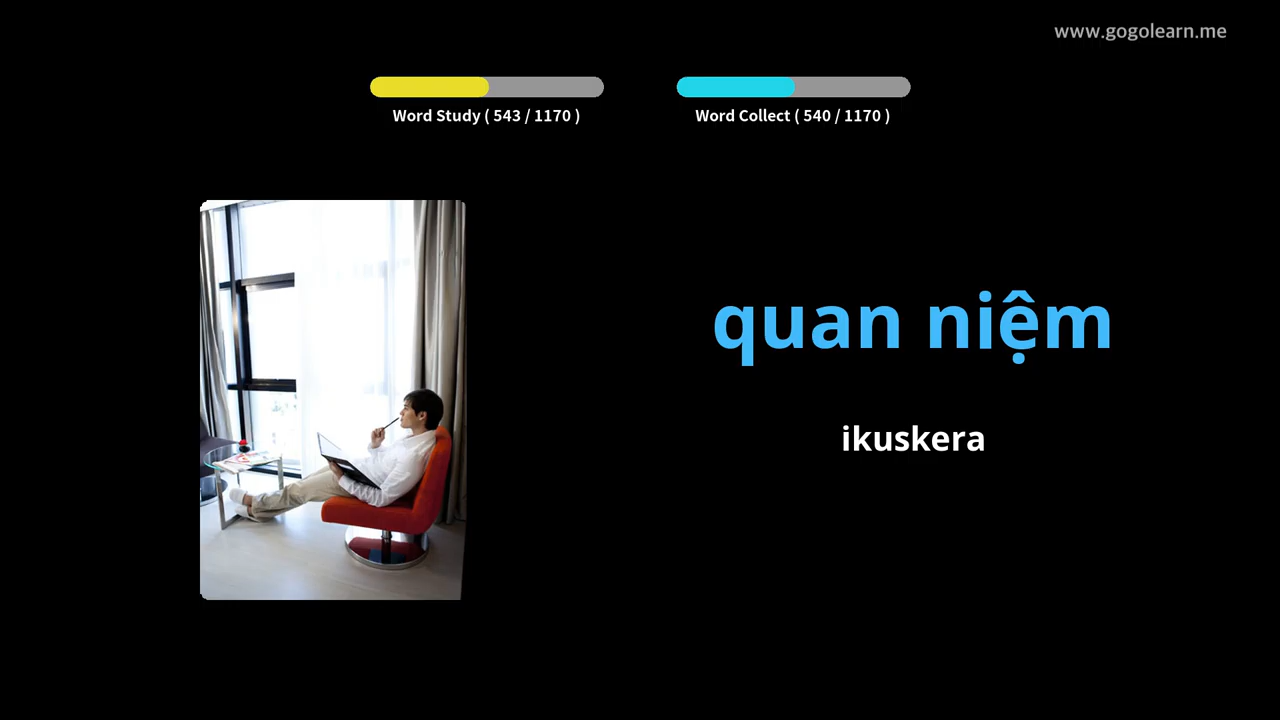 www.gogolearn.me
Word Study ( 543 / 1170 )
Word Collect ( 540 / 1170 )
quan niệm
ikuskera